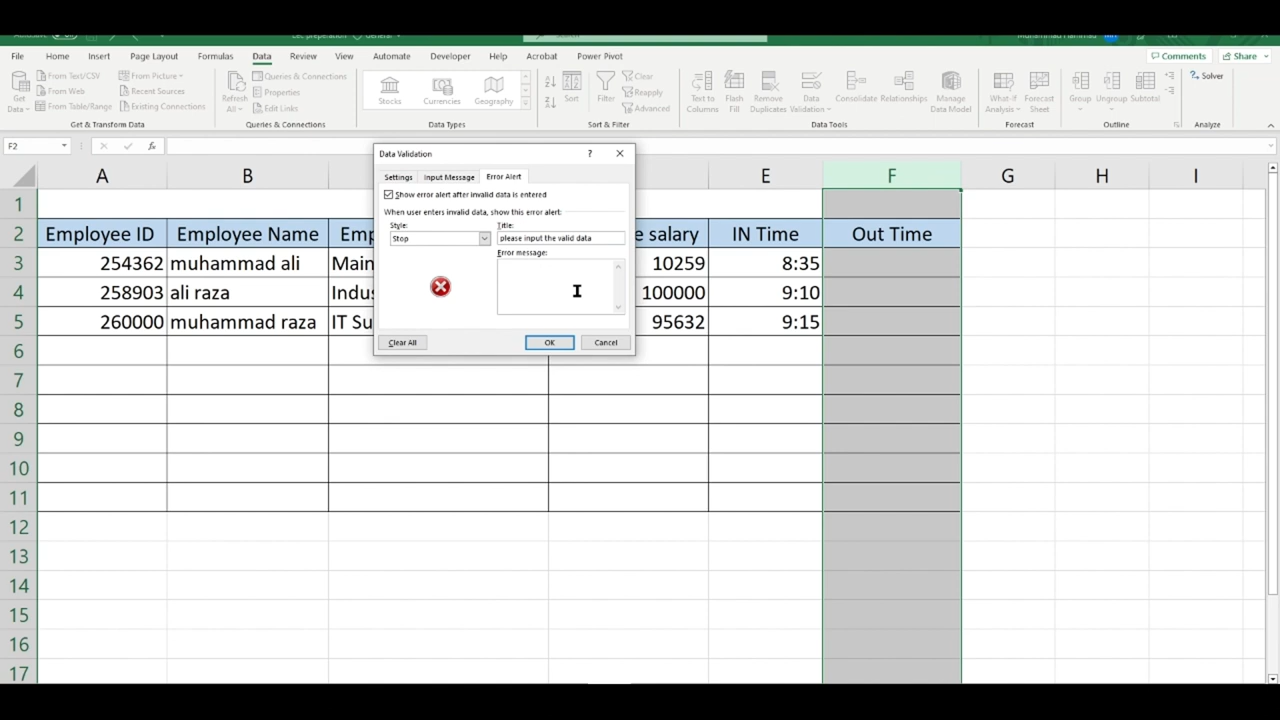 Muhammad Hammad MH
File Home Insert Page Layout Formulas Data Review View Automate Developer Help Acrobat Power Pivot Comments Share
Get Data From Text/CSV From Picture Refresh All Queries & Connections Stocks Currencies Geography Sort Filter Clear Text to Columns Flash Fill Remove Duplicates Data Validation Consolidate Relationships Manage Data Model What-If Analysis Forecast Sheet Group Ungroup Subtotal Solver
From Web Recent Sources Properties Reapply
From Table/Range Existing Connections Edit Links Advanced
Get & Transform Data Queries & Connections Data Types Sort & Filter Data Tools Forecast Outline Analyze
F2 fx
Data Validation ?
Settings Input Message Error Alert
Show error alert after invalid data is entered
When user enters invalid data, show this error alert:
Style: Title:
Stop please input the valid data
Error message:
Clear All OK Cancel
A B E F G H I
1
2 Employee ID Employee Name Emp e salary IN Time Out Time
3 254362 muhammad ali Main 10259 8:35
4 258903 ali raza Indus 100000 9:10
5 260000 muhammad raza IT Su 95632 9:15
6
7
8
9
10
11
12
13
14
15
16
17